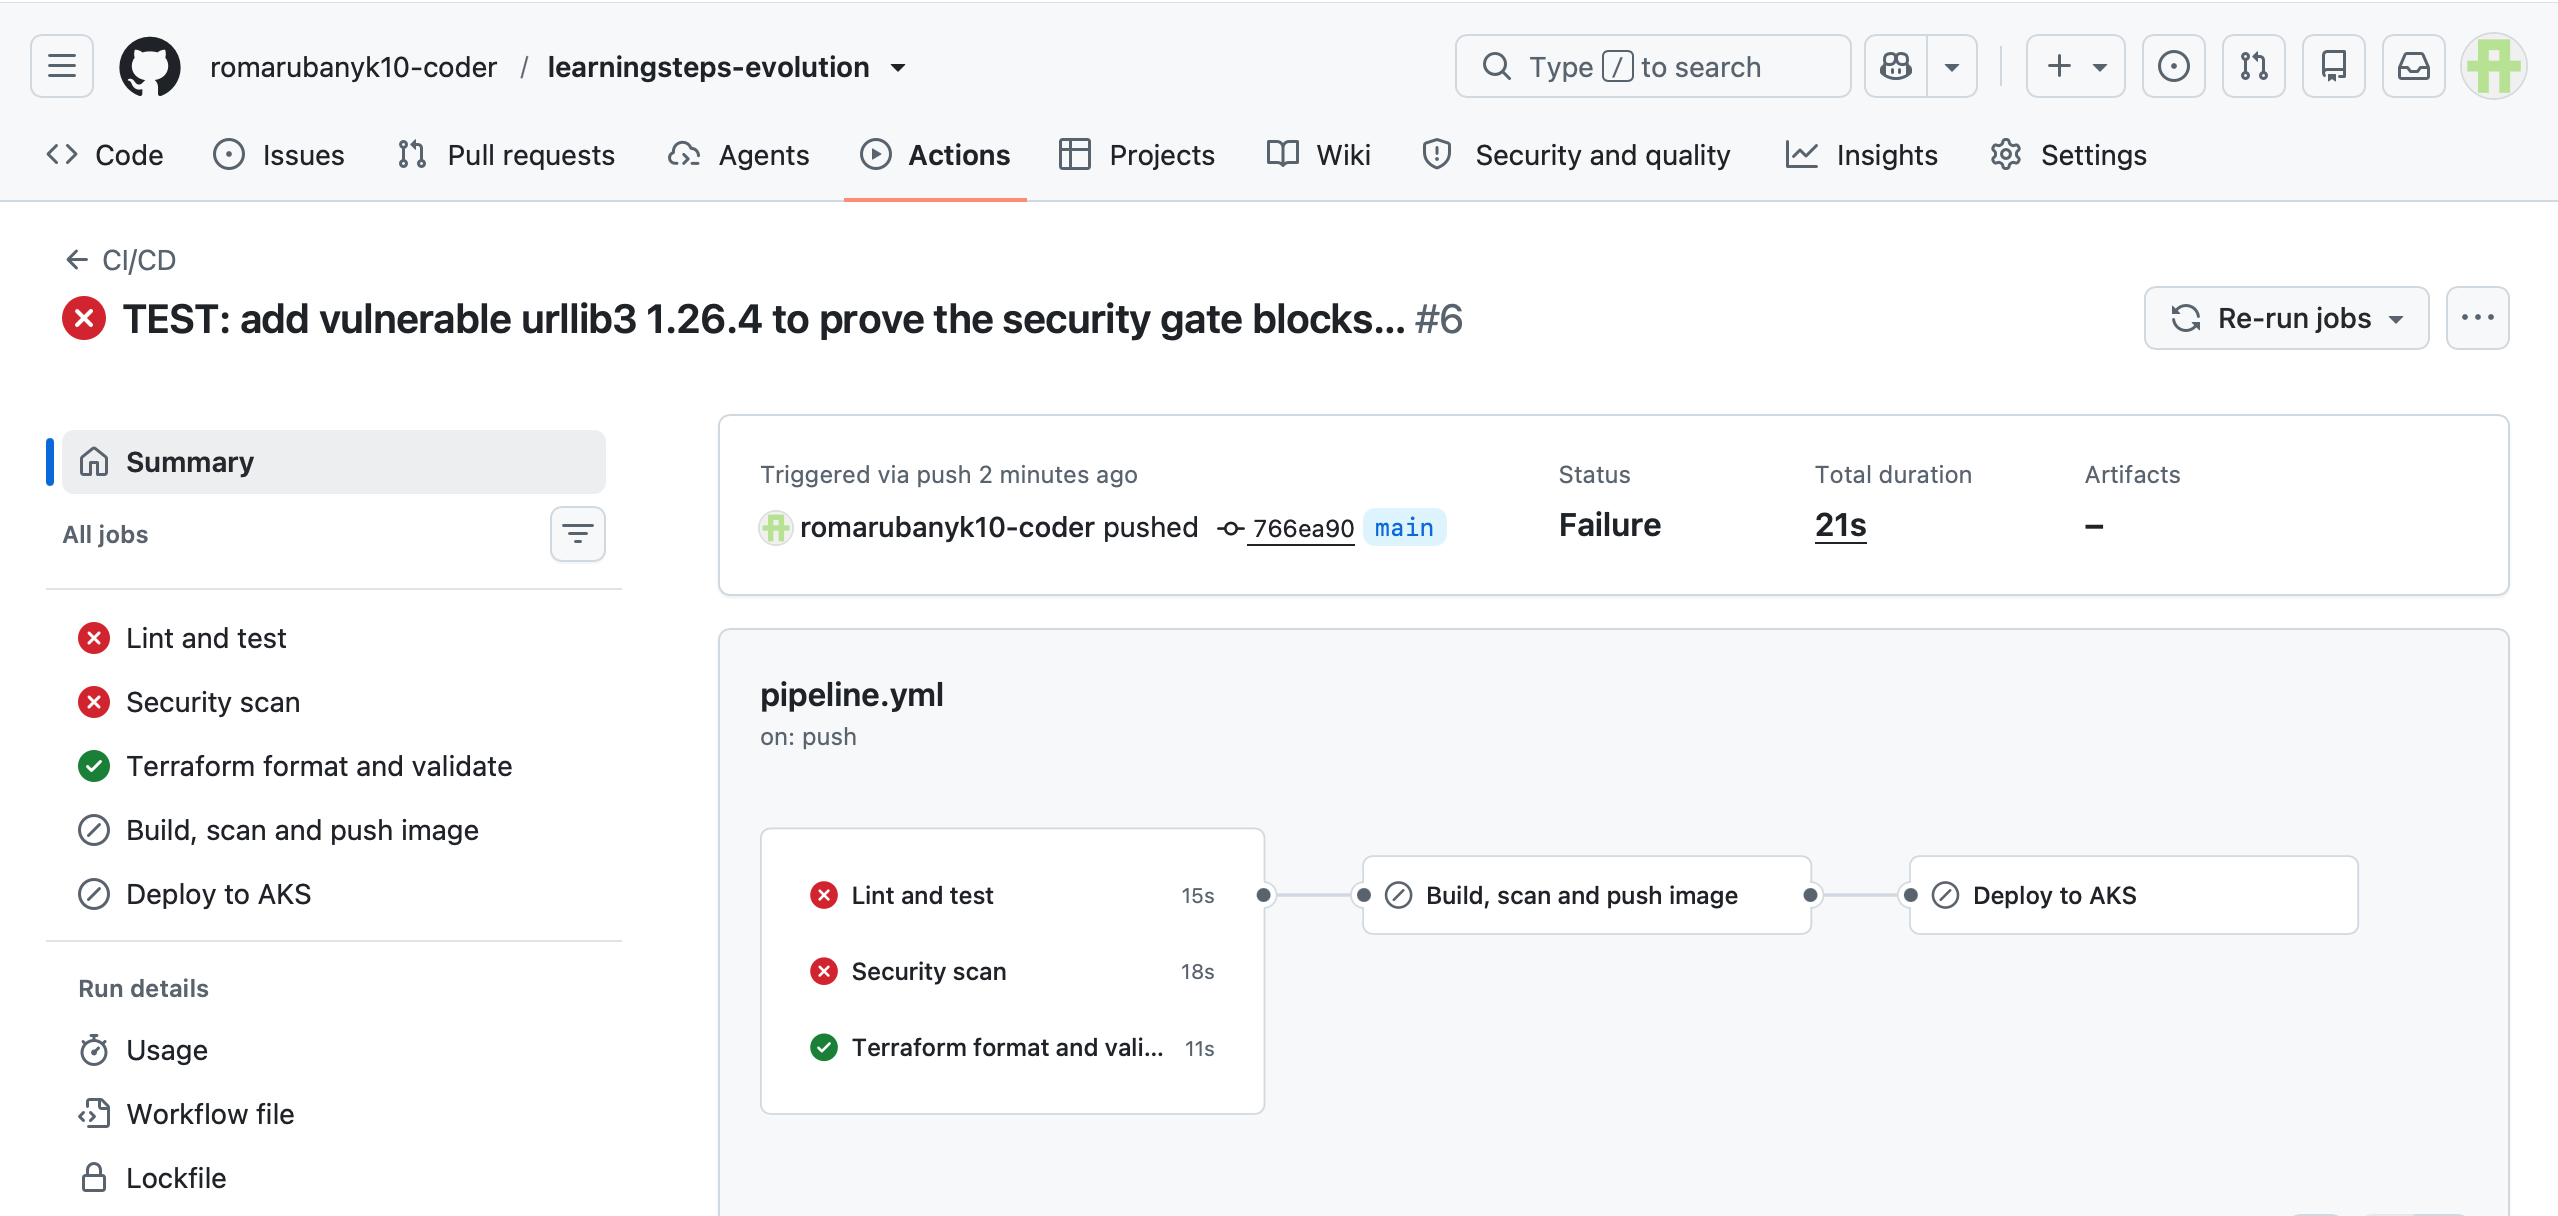 romarubanyk10-coder / learningsteps-evolution
Type / to search
Code Issues Pull requests Agents Actions Projects Wiki Security and quality Insights Settings
CI/CD
TEST: add vulnerable urllib3 1.26.4 to prove the security gate blocks... #6
Re-run jobs
Summary
All jobs
Lint and test
Security scan
Terraform format and validate
Build, scan and push image
Deploy to AKS
Run details
Usage
Workflow file
Lockfile
Triggered via push 2 minutes ago
romarubanyk10-coder pushed 766ea90 main
Status
Failure
Total duration
21s
Artifacts
–
pipeline.yml
on: push
Lint and test 15s
Security scan 18s
Terraform format and vali... 11s
Build, scan and push image
Deploy to AKS